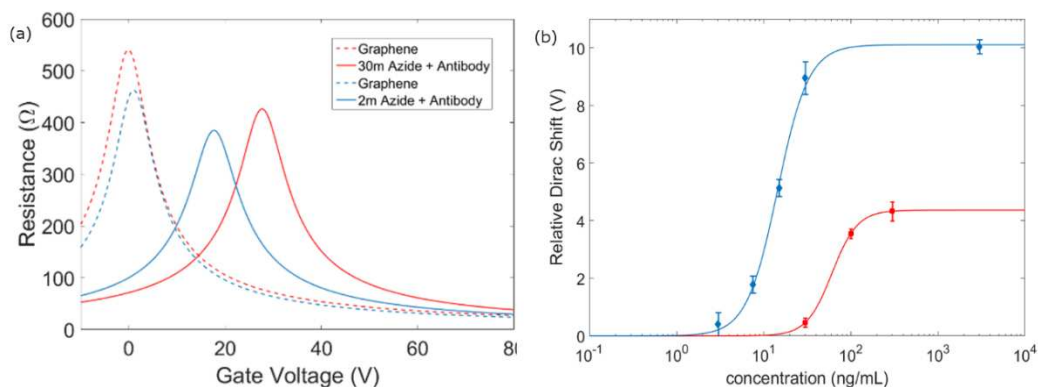 (a)
600
500
400
300
200
100
0
Resistance (Ω)
0
20
40
60
80
Gate Voltage (V)
Graphene
30m Azide + Antibody
Graphene
2m Azide + Antibody
(b)
10
8
6
4
2
0
Relative Dirac Shift (V)
10-1
100
101
102
103
104
concentration (ng/mL)